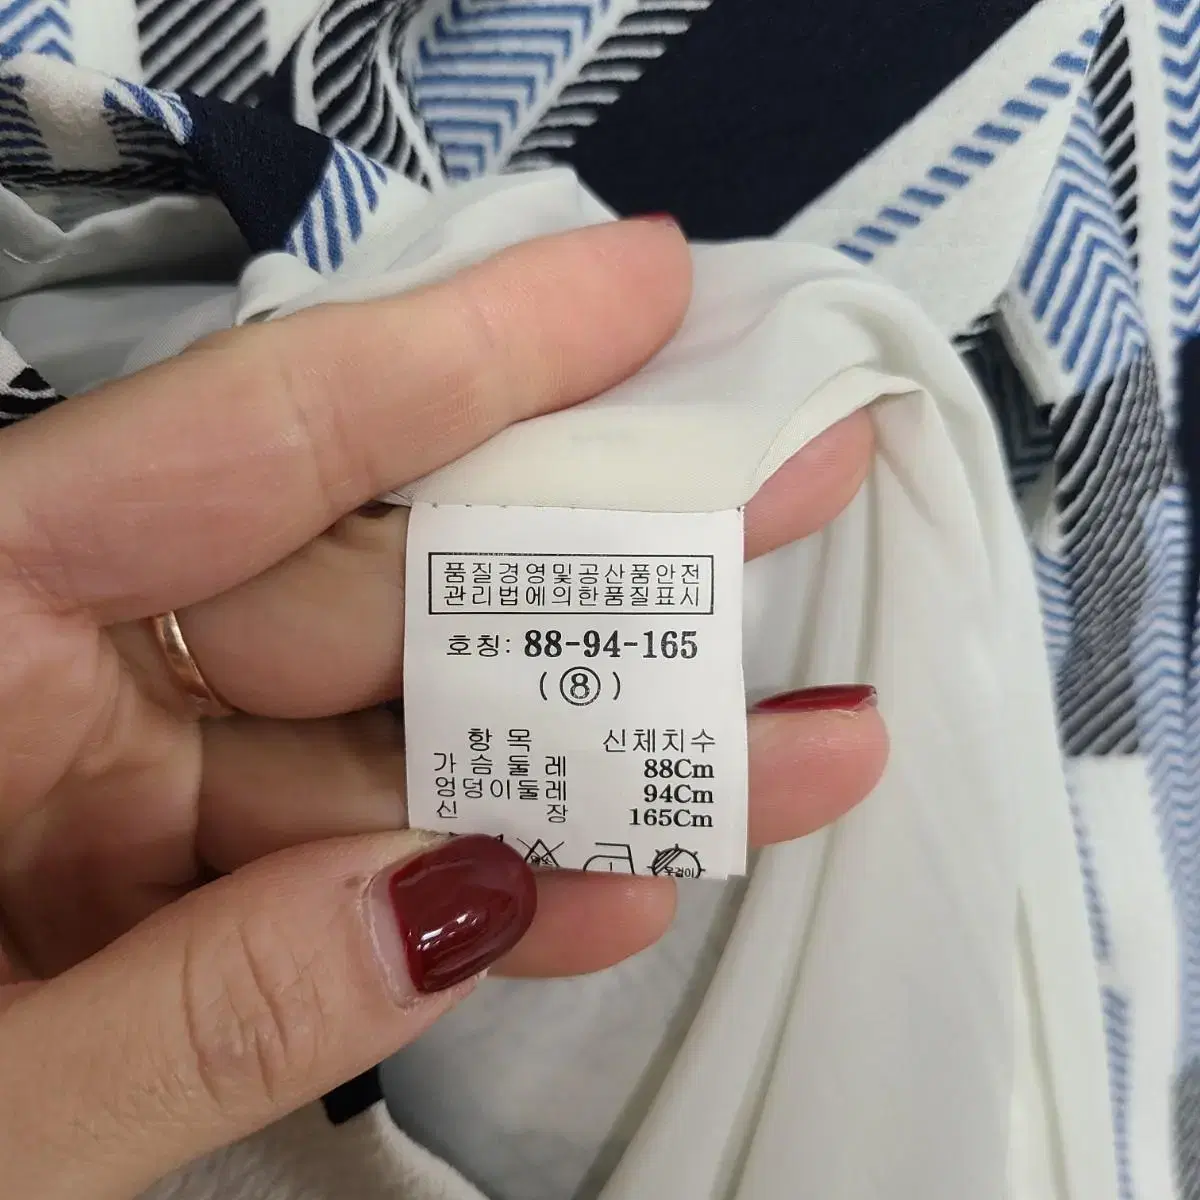 품질경영및공산품안전
관리법에의한품질표시
호칭: 88-94-165
(8)
항 목 신체치수
가 슴 둘 레 88Cm
엉덩이둘레 94Cm
신 장 165Cm
옷걸이